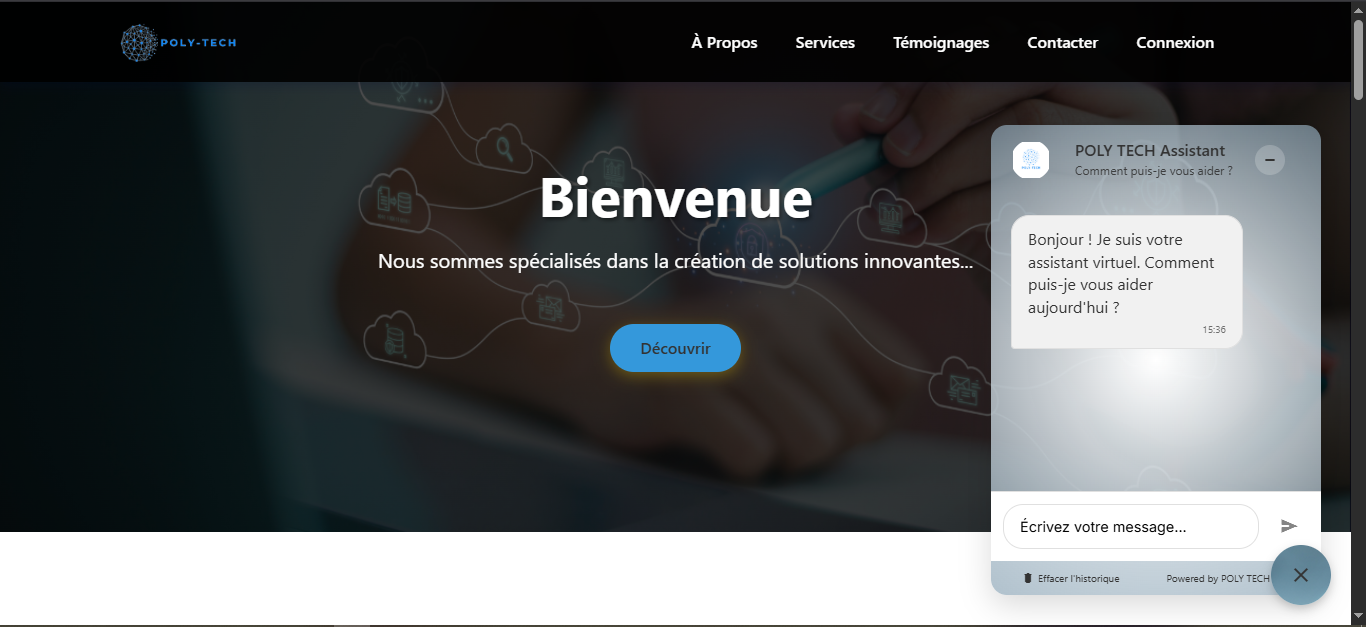 POLY-TECH
À Propos
Services
Témoignages
Contacter
Connexion
Bienvenue
Nous sommes spécialisés dans la création de solutions innovantes...
Découvrir
POLY TECH Assistant
Comment puis-je vous aider ?
Bonjour ! Je suis votre
assistant virtuel. Comment
puis-je vous aider
aujourd'hui ?
15:36
Écrivez votre message...
Effacer l'historique
Powered by POLY TECH